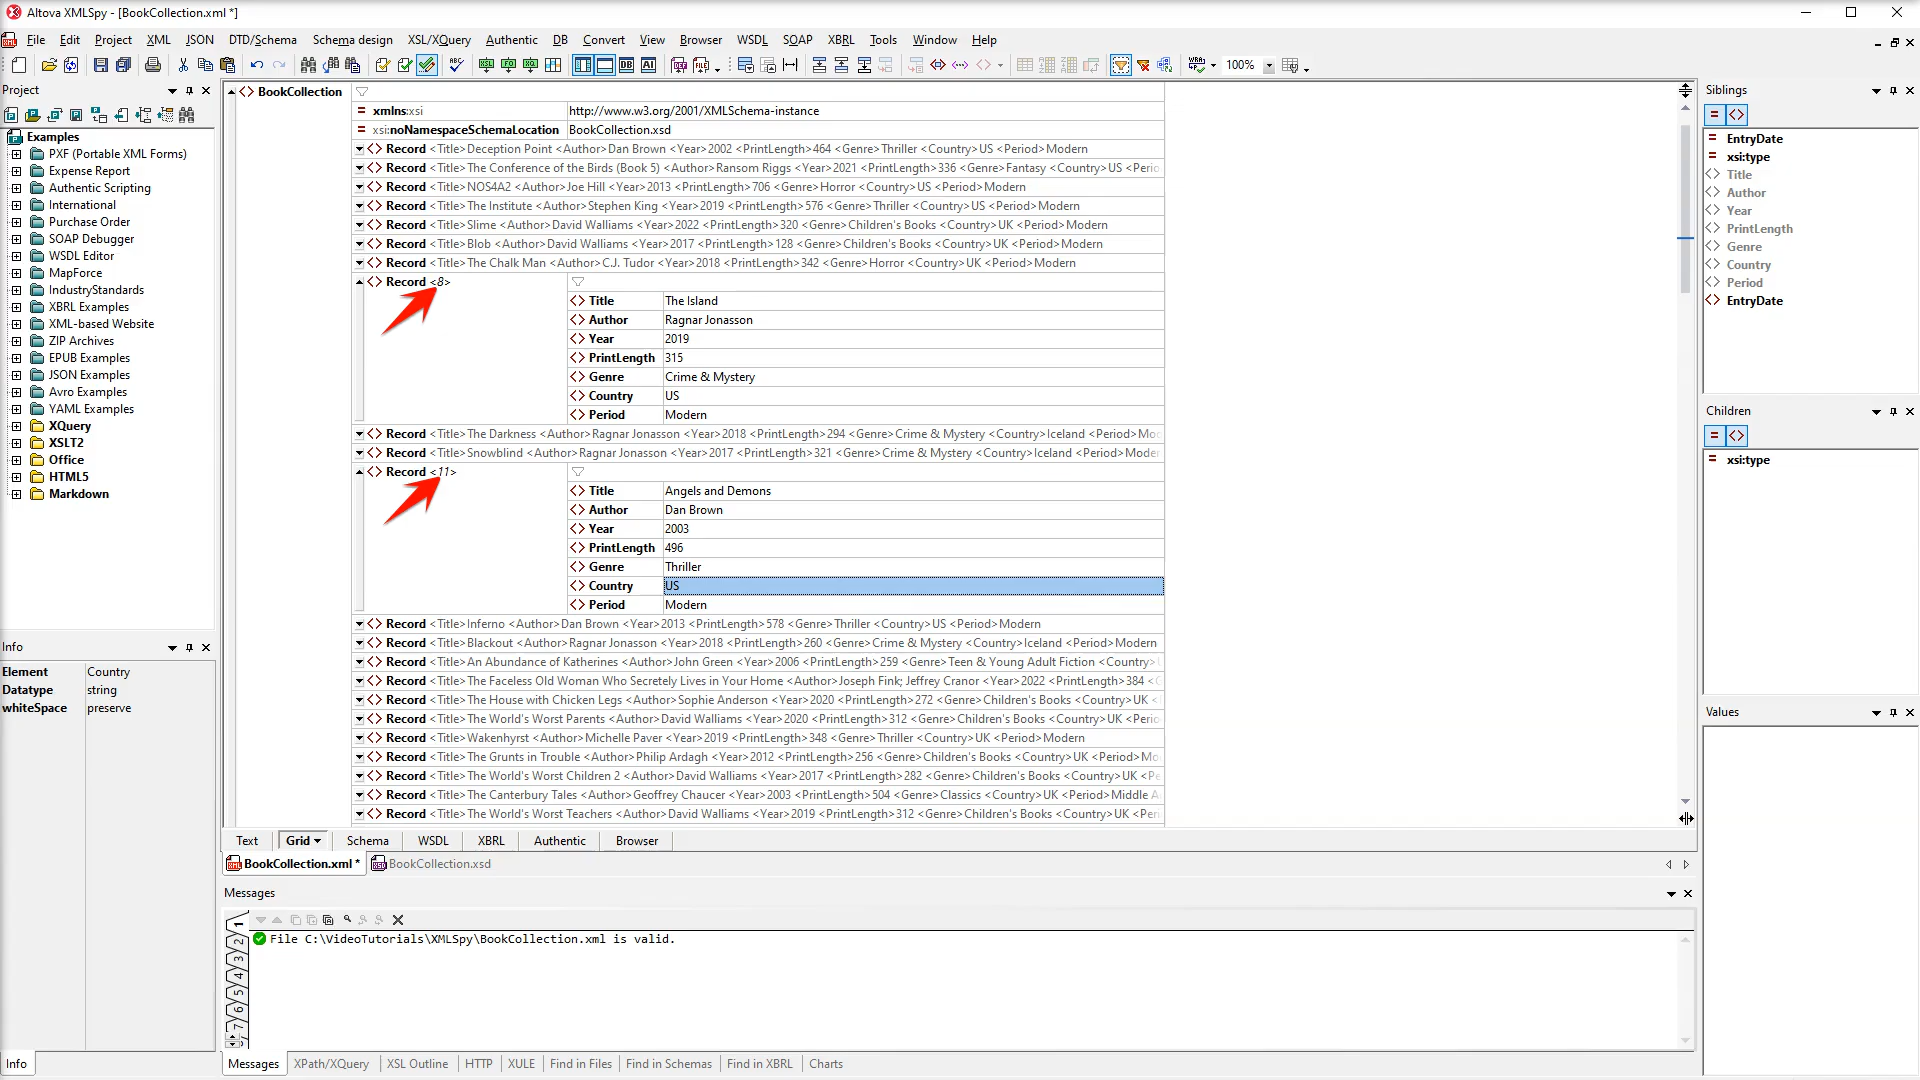 Altova XMLSpy - [BookCollection.xml *]
File Edit Project XML JSON DTD/Schema Schema design XSL/XQuery Authentic DB Convert View Browser WSDL SOAP XBRL Tools Window Help
100%
Project
Examples
PXF (Portable XML Forms)
Expense Report
Authentic Scripting
International
Purchase Order
SOAP Debugger
WSDL Editor
MapForce
IndustryStandards
XBRL Examples
XML-based Website
ZIP Archives
EPUB Examples
JSON Examples
Avro Examples
YAML Examples
XQuery
XSLT2
Office
HTML5
Markdown
Info
Element Country
Datatype string
whiteSpace preserve
Info
BookCollection
= xmlns:xsi http://www.w3.org/2001/XMLSchema-instance
= xsi:noNamespaceSchemaLocation BookCollection.xsd
<> Record <Title>Deception Point <Author>Dan Brown <Year>2002 <PrintLength>464 <Genre>Thriller <Country>US <Period>Modern
<> Record <Title>The Conference of the Birds (Book 5) <Author>Ransom Riggs <Year>2021 <PrintLength>336 <Genre>Fantasy <Country>US <Perio
<> Record <Title>NOS4A2 <Author>Joe Hill <Year>2013 <PrintLength>706 <Genre>Horror <Country>US <Period>Modern
<> Record <Title>The Institute <Author>Stephen King <Year>2019 <PrintLength>576 <Genre>Thriller <Country>US <Period>Modern
<> Record <Title>Slime <Author>David Walliams <Year>2022 <PrintLength>320 <Genre>Children's Books <Country>UK <Period>Modern
<> Record <Title>Blob <Author>David Walliams <Year>2017 <PrintLength>128 <Genre>Children's Books <Country>UK <Period>Modern
<> Record <Title>The Chalk Man <Author>C.J. Tudor <Year>2018 <PrintLength>342 <Genre>Horror <Country>UK <Period>Modern
<> Record <8>
<> Title The Island
<> Author Ragnar Jonasson
<> Year 2019
<> PrintLength 315
<> Genre Crime & Mystery
<> Country US
<> Period Modern
<> Record <Title>The Darkness <Author>Ragnar Jonasson <Year>2018 <PrintLength>294 <Genre>Crime & Mystery <Country>Iceland <Period>Mod
<> Record <Title>Snowblind <Author>Ragnar Jonasson <Year>2017 <PrintLength>321 <Genre>Crime & Mystery <Country>Iceland <Period>Moder
<> Record <11>
<> Title Angels and Demons
<> Author Dan Brown
<> Year 2003
<> PrintLength 496
<> Genre Thriller
<> Country US
<> Period Modern
<> Record <Title>Inferno <Author>Dan Brown <Year>2013 <PrintLength>578 <Genre>Thriller <Country>US <Period>Modern
<> Record <Title>Blackout <Author>Ragnar Jonasson <Year>2018 <PrintLength>260 <Genre>Crime & Mystery <Country>Iceland <Period>Modern
<> Record <Title>An Abundance of Katherines <Author>John Green <Year>2006 <PrintLength>259 <Genre>Teen & Young Adult Fiction <Country>
<> Record <Title>The Faceless Old Woman Who Secretely Lives in Your Home <Author>Joseph Fink; Jeffrey Cranor <Year>2022 <PrintLength>384 <
<> Record <Title>The House with Chicken Legs <Author>Sophie Anderson <Year>2020 <PrintLength>272 <Genre>Children's Books <Country>UK <
<> Record <Title>The World's Worst Parents <Author>David Walliams <Year>2020 <PrintLength>312 <Genre>Children's Books <Country>UK <Perio
<> Record <Title>Wakenhyrst <Author>Michelle Paver <Year>2019 <PrintLength>348 <Genre>Thriller <Country>UK <Period>Modern
<> Record <Title>The Grunts in Trouble <Author>Philip Ardagh <Year>2012 <PrintLength>256 <Genre>Children's Books <Country>UK <Period>Mo
<> Record <Title>The World's Worst Children 2 <Author>David Walliams <Year>2017 <PrintLength>282 <Genre>Children's Books <Country>UK <Pe
<> Record <Title>The Canterbury Tales <Author>Geoffrey Chaucer <Year>2003 <PrintLength>504 <Genre>Classics <Country>UK <Period>Middle A
<> Record <Title>The World's Worst Teachers <Author>David Walliams <Year>2019 <PrintLength>312 <Genre>Children's Books <Country>UK <Peri
Text Grid Schema WSDL XBRL Authentic Browser
BookCollection.xml * BookCollection.xsd
Messages
1 2 3 4 5 6 7
File C:\VideoTutorials\XMLSpy\BookCollection.xml is valid.
Messages XPath/XQuery XSL Outline HTTP XULE Find in Files Find in Schemas Find in XBRL Charts
Siblings
= EntryDate
= xsi:type
<> Title
<> Author
<> Year
<> PrintLength
<> Genre
<> Country
<> Period
<> EntryDate
Children
= xsi:type
Values